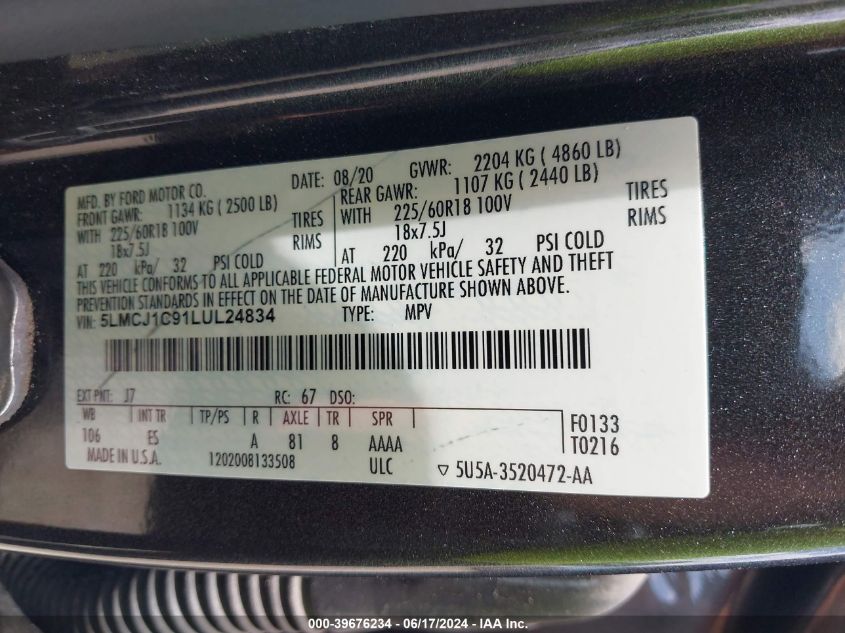 MFD. BY FORD MOTOR CO. DATE: 08/20 GVWR: 2204 KG ( 4860 LB)
FRONT GAWR: 1134 KG ( 2500 LB) REAR GAWR: 1107 KG ( 2440 LB)
WITH 225/60R18 100V TIRES WITH 225/60R18 100V TIRES
18x7.5J RIMS 18x7.5J RIMS
AT 220 kPa/ 32 PSI COLD AT 220 kPa/ 32 PSI COLD
THIS VEHICLE CONFORMS TO ALL APPLICABLE FEDERAL MOTOR VEHICLE SAFETY AND THEFT
PREVENTION STANDARDS IN EFFECT ON THE DATE OF MANUFACTURE SHOWN ABOVE.
VIN: 5LMCJ1C91LUL24834 TYPE: MPV
EXT PNT: J7 RC: 67 DSO:
WB INT TR TP/PS R AXLE TR SPR F0133
106 ES A 81 8 AAAA T0216
MADE IN U.S.A. 1202008133508 ULC ▽ 5U5A-3520472-AA
000-39676234 - 06/17/2024 - IAA Inc.